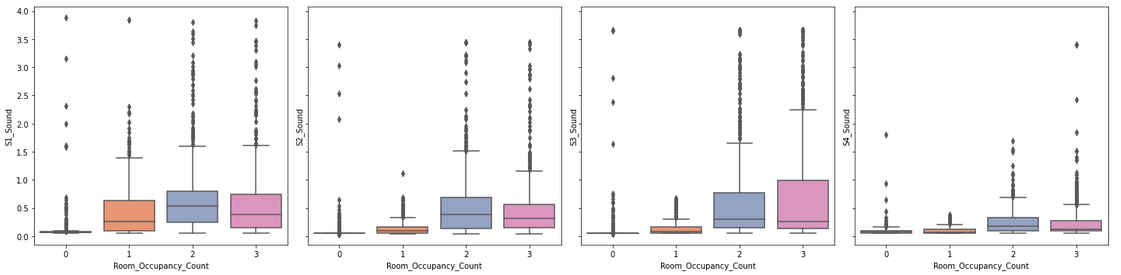 4.0
3.5
3.0
2.5
2.0
1.5
1.0
0.5
0.0
S1_Sound
0 1 2 3
Room_Occupancy_Count
S2_Sound
0 1 2 3
Room_Occupancy_Count
S3_Sound
0 1 2 3
Room_Occupancy_Count
S4_Sound
0 1 2 3
Room_Occupancy_Count